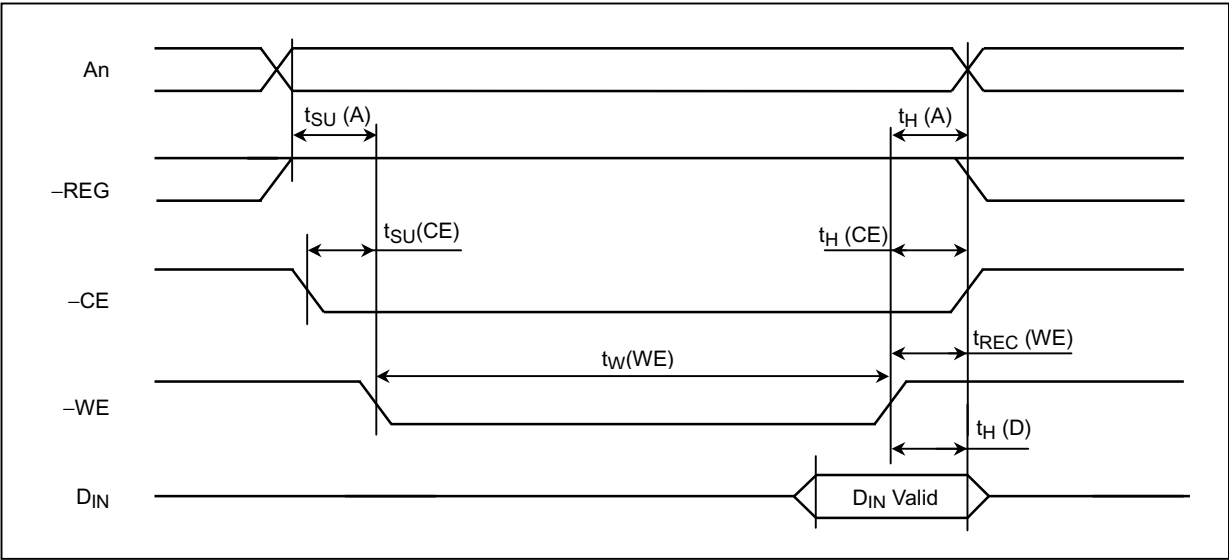 An
tSU (A)
tH (A)
–REG
tSU(CE)
tH (CE)
–CE
tREC (WE)
tW(WE)
–WE
tH (D)
DIN
DIN Valid